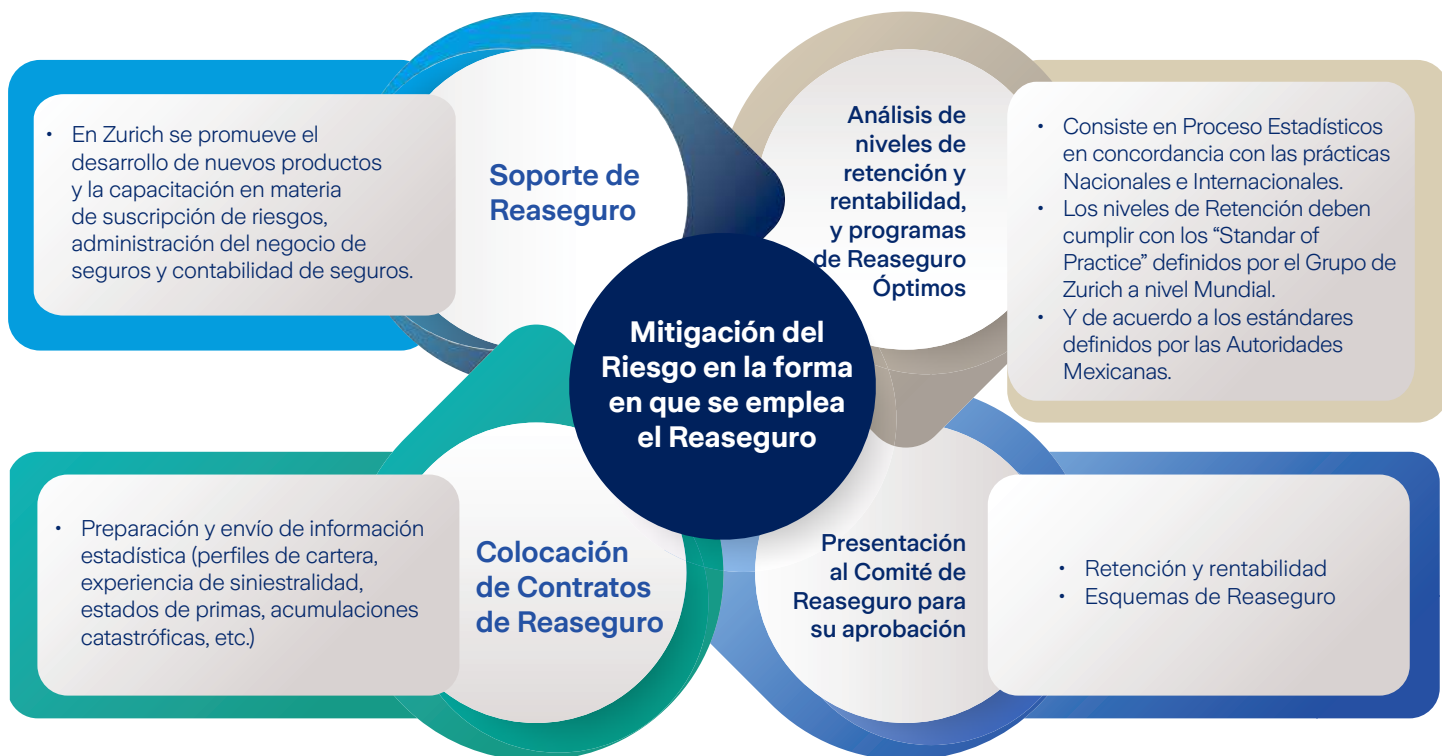 • En Zurich se promueve el
desarrollo de nuevos productos
y la capacitación en materia
de suscripción de riesgos,
administración del negocio de
seguros y contabilidad de seguros.
Soporte de
Reaseguro
Análisis de
niveles de
retención y
rentabilidad,
y programas
de Reaseguro
Óptimos
• Consiste en Proceso Estadísticos
en concordancia con las prácticas
Nacionales e Internacionales.
• Los niveles de Retención deben
cumplir con los “Standar of
Practice” definidos por el Grupo de
Zurich a nivel Mundial.
• Y de acuerdo a los estándares
definidos por las Autoridades
Mexicanas.
Mitigación del
Riesgo en la forma
en que se emplea
el Reaseguro
• Preparación y envío de información
estadística (perfiles de cartera,
experiencia de siniestralidad,
estados de primas, acumulaciones
catastróficas, etc.)
Colocación
de Contratos
de Reaseguro
Presentación
al Comité de
Reaseguro para
su aprobación
• Retención y rentabilidad
• Esquemas de Reaseguro